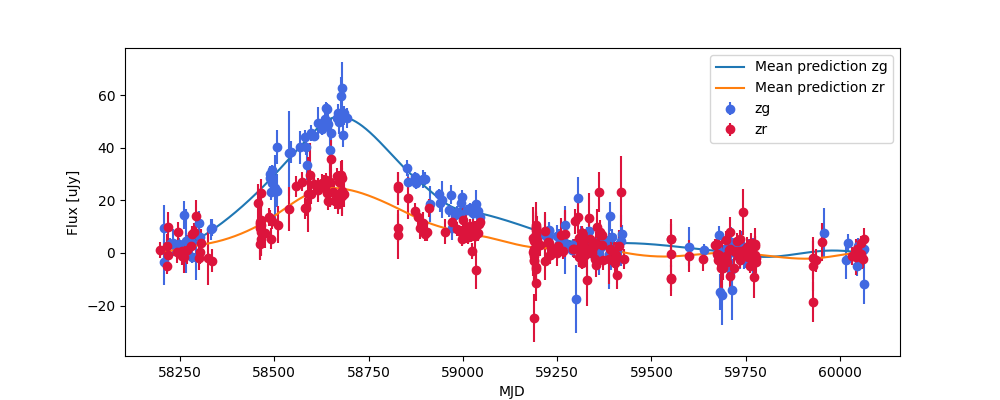 Mean prediction zg
Mean prediction zr
zg
zr
60
40
20
0
−20
Flux [uJy]
58250 58500 58750 59000 59250 59500 59750 60000
MJD